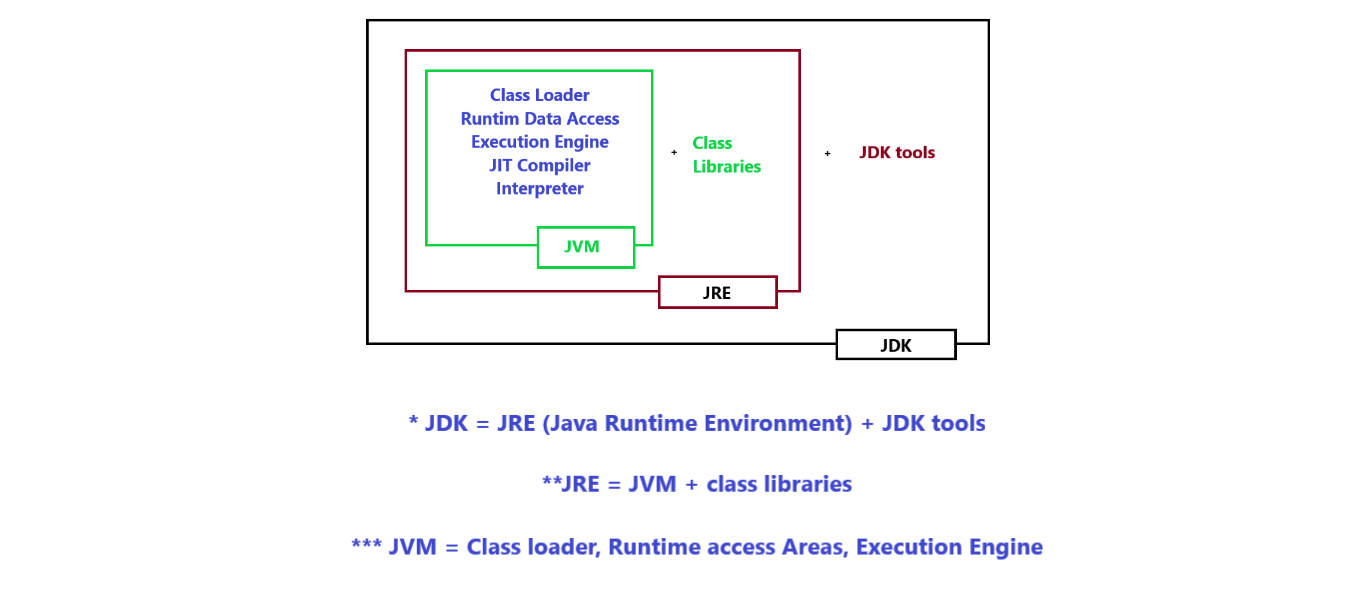 Class Loader
Runtim Data Access
Execution Engine
JIT Compiler
Interpreter
+
Class
Libraries
+
JDK tools
JVM
JRE
JDK
* JDK = JRE (Java Runtime Environment) + JDK tools
**JRE = JVM + class libraries
*** JVM = Class loader, Runtime access Areas, Execution Engine